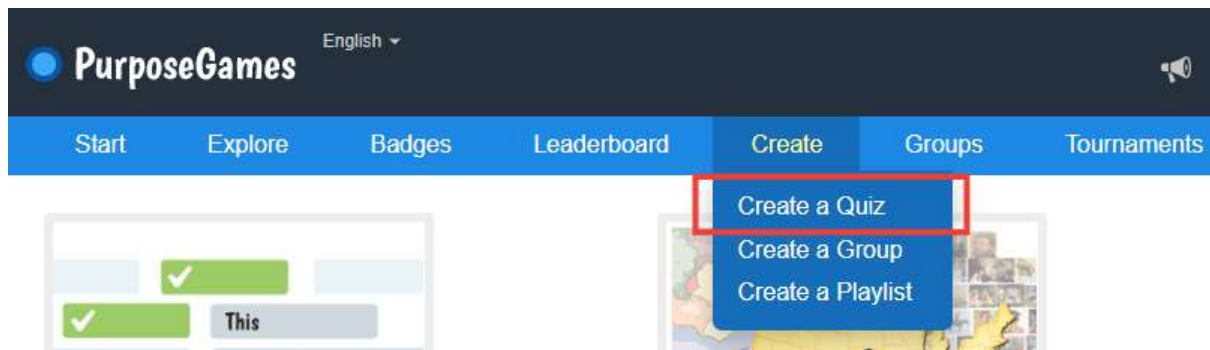 PurposeGames English
Start Explore Badges Leaderboard Create Groups Tournaments
Create a Quiz
Create a Group
Create a Playlist
This